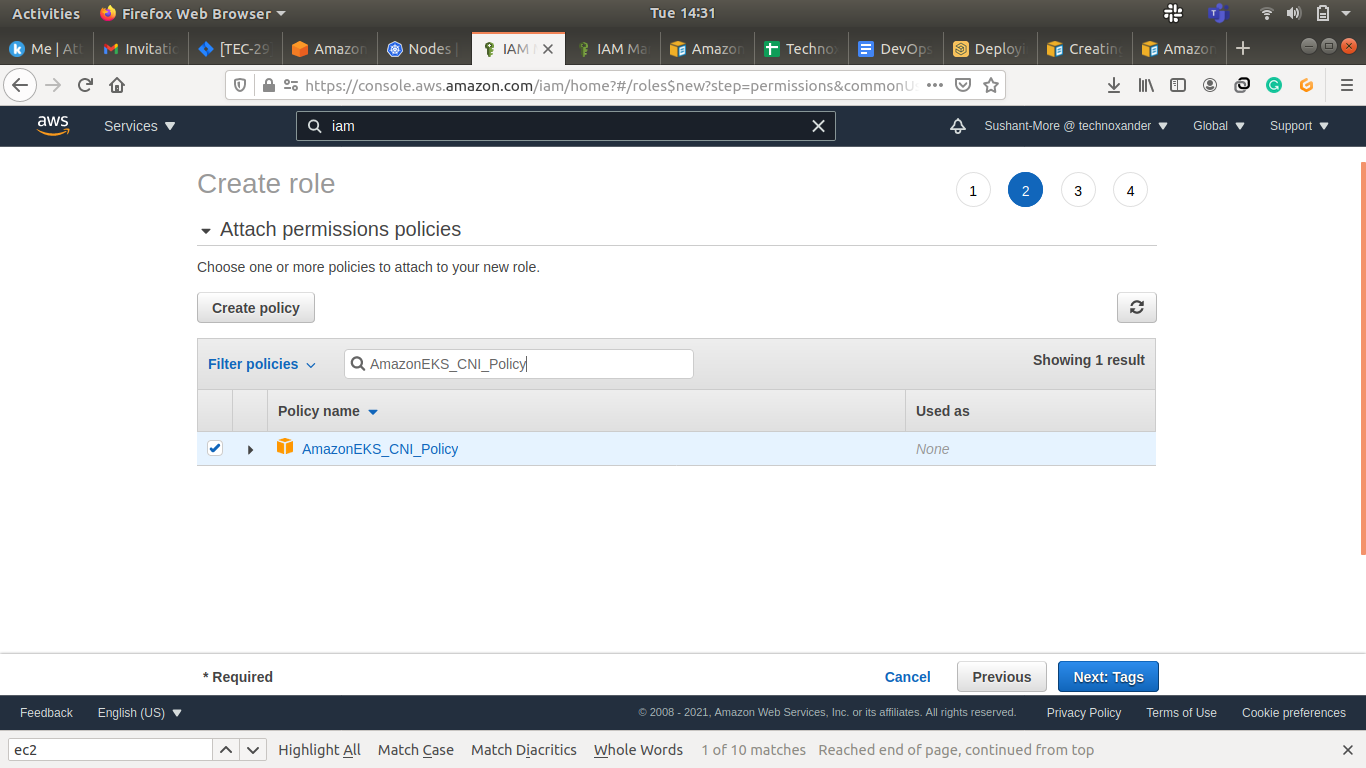 Activities Firefox Web Browser Tue 14:31
Me | Atl Invitatio [TEC-29 Amazon Nodes | IAM M IAM Ma Amazon Technox DevOps Deployi Creating Amazon
https://console.aws.amazon.com/iam/home?#/roles$new?step=permissions&commonUs
aws Services iam Sushant-More @ technoxander Global Support
Create role 1 2 3 4
Attach permissions policies
Choose one or more policies to attach to your new role.
Create policy
Filter policies AmazonEKS_CNI_Policy Showing 1 result
Policy name Used as
AmazonEKS_CNI_Policy None
* Required Cancel Previous Next: Tags
Feedback English (US) © 2008 - 2021, Amazon Web Services, Inc. or its affiliates. All rights reserved. Privacy Policy Terms of Use Cookie preferences
ec2 Highlight All Match Case Match Diacritics Whole Words 1 of 10 matches Reached end of page, continued from top